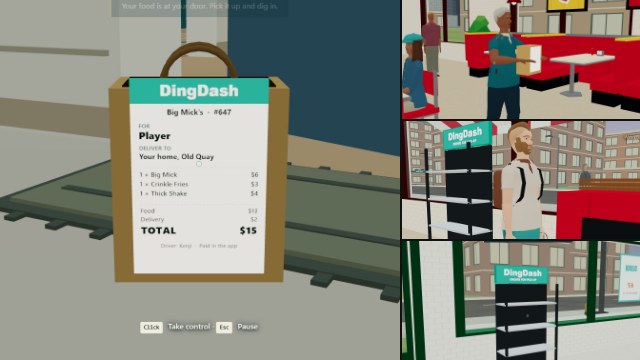 Your food is at your door. Pick it up and dig in.
DingDash
Big Mick's · #647
FOR
Player
DELIVER TO
Your home, Old Quay
1 × Big Mick $6
1 × Crinkle Fries $3
1 × Thick Shake $4
Food $13
Delivery $2
TOTAL $15
Paid in the app
Click Take control · Esc Pause
DingDash
DingDash